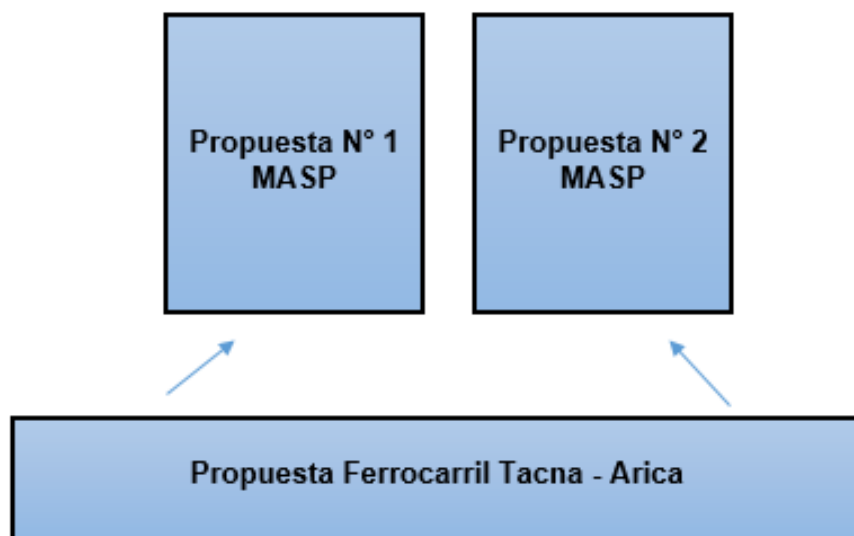 Propuesta N° 1
MASP
Propuesta N° 2
MASP
Propuesta Ferrocarril Tacna - Arica